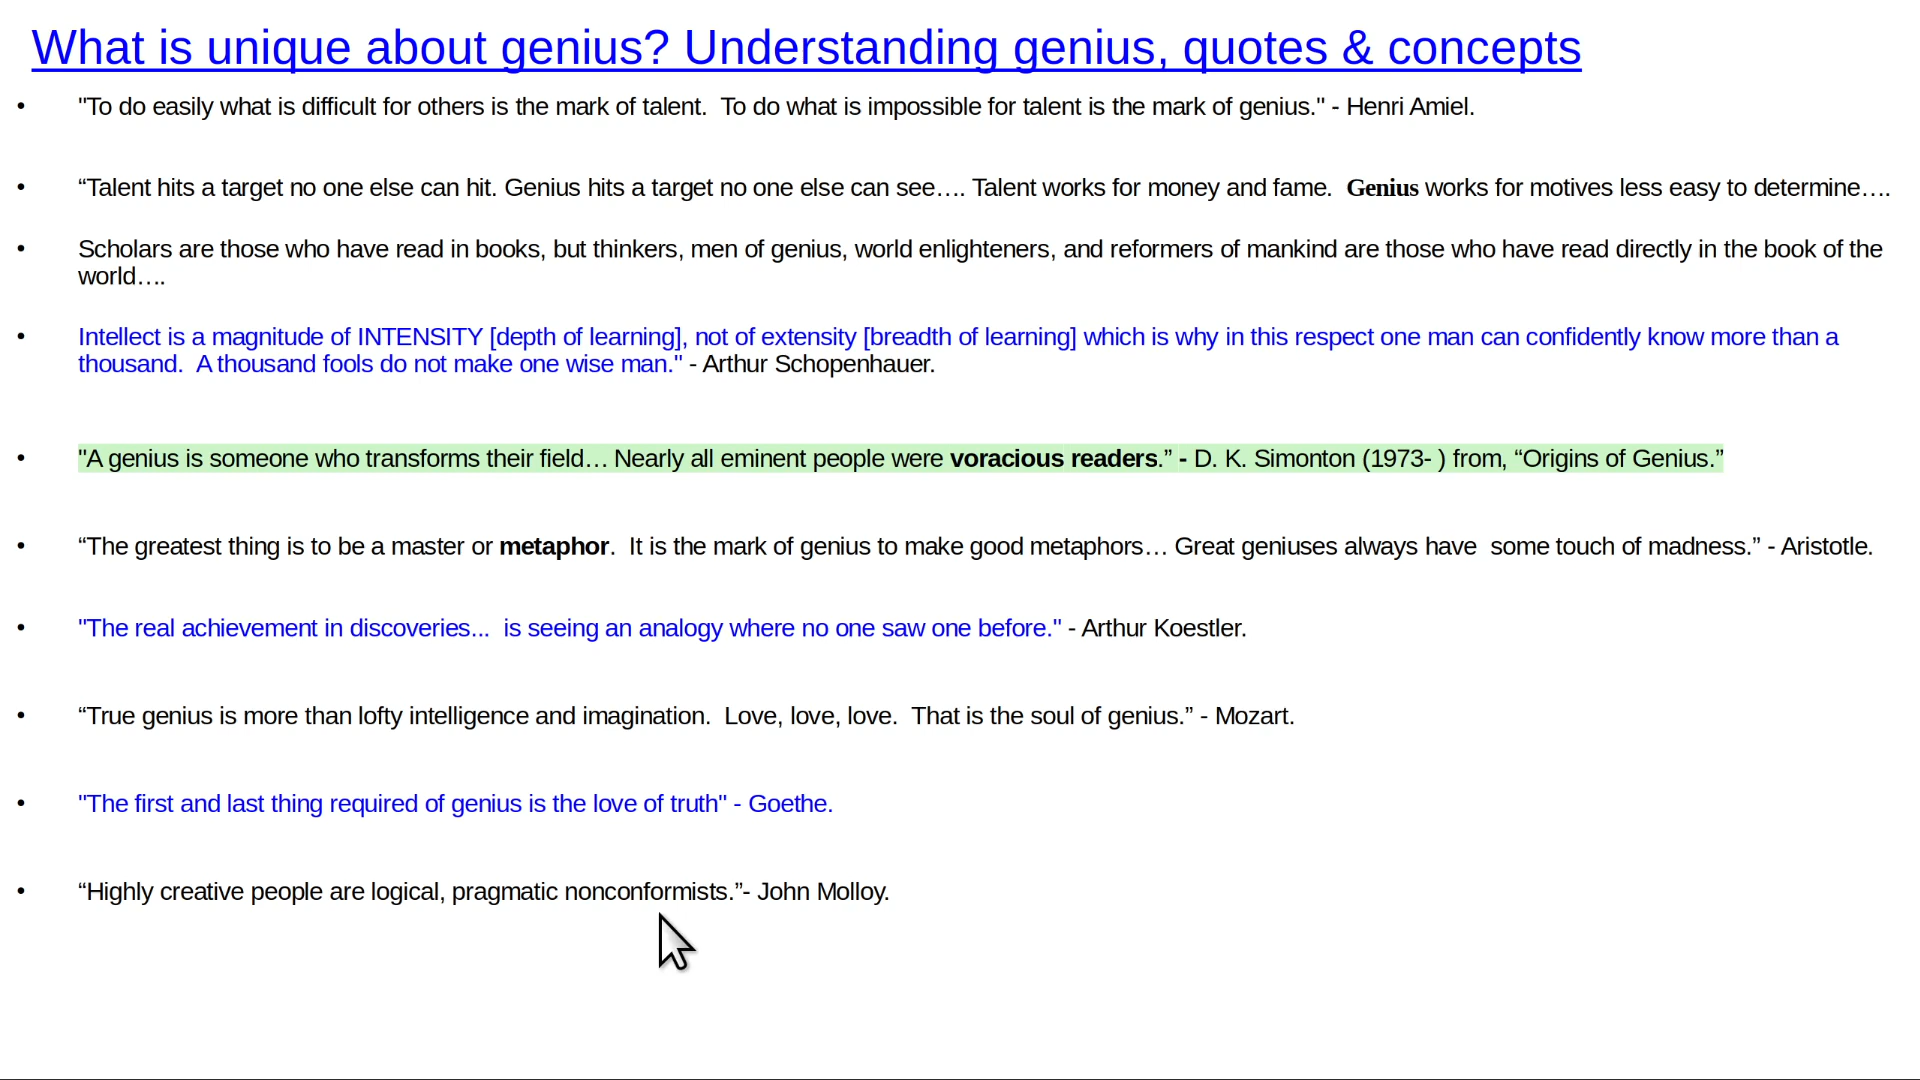 What is unique about genius? Understanding genius, quotes & concepts
• "To do easily what is difficult for others is the mark of talent.  To do what is impossible for talent is the mark of genius." - Henri Amiel.
• “Talent hits a target no one else can hit. Genius hits a target no one else can see…. Talent works for money and fame.  Genius works for motives less easy to determine….
• Scholars are those who have read in books, but thinkers, men of genius, world enlighteners, and reformers of mankind are those who have read directly in the book of the
world….
• Intellect is a magnitude of INTENSITY [depth of learning], not of extensity [breadth of learning] which is why in this respect one man can confidently know more than a
thousand.  A thousand fools do not make one wise man." - Arthur Schopenhauer.
• "A genius is someone who transforms their field… Nearly all eminent people were voracious readers.” - D. K. Simonton (1973- ) from, “Origins of Genius.”
• “The greatest thing is to be a master or metaphor.  It is the mark of genius to make good metaphors… Great geniuses always have  some touch of madness.” - Aristotle.
• "The real achievement in discoveries...  is seeing an analogy where no one saw one before." - Arthur Koestler.
• “True genius is more than lofty intelligence and imagination.  Love, love, love.  That is the soul of genius.” - Mozart.
• "The first and last thing required of genius is the love of truth" - Goethe.
• “Highly creative people are logical, pragmatic nonconformists.”- John Molloy.